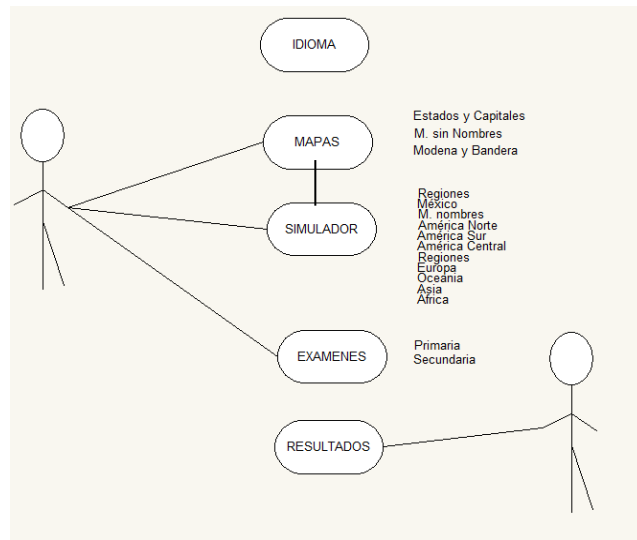 IDIOMA
MAPAS
Estados y Capitales
M. sin Nombres
Modena y Bandera
SIMULADOR
Regiones
México
M. nombres
América Norte
América Sur
América Central
Regiones
Europa
Oceania
Asia
África
EXAMENES
Primaria
Secundaria
RESULTADOS